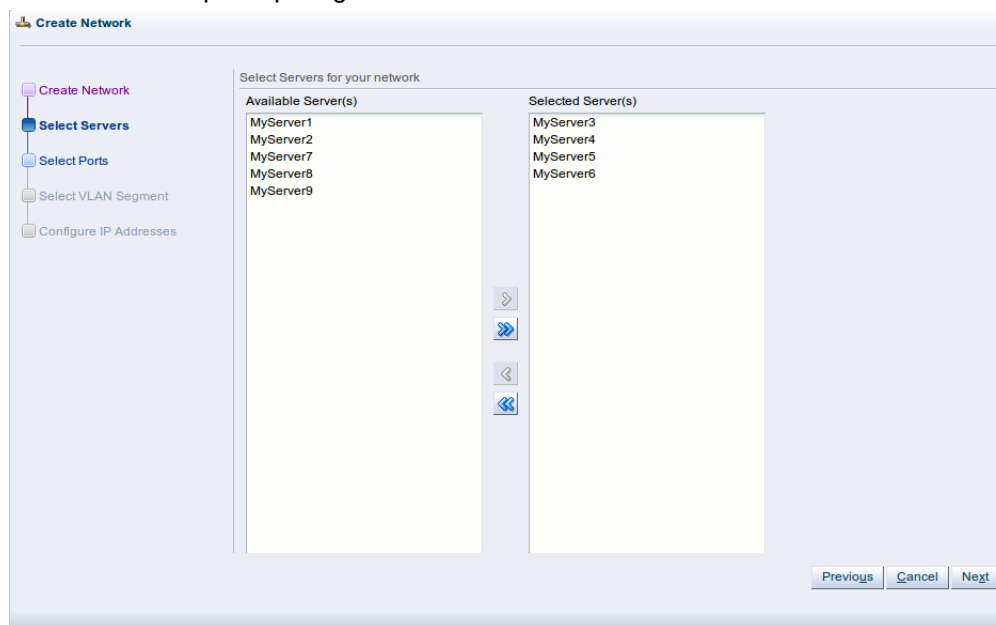 Create Network
Create Network
Select Servers
Select Ports
Select VLAN Segment
Configure IP Addresses
Select Servers for your network
Available Server(s)
MyServer1
MyServer2
MyServer7
MyServer8
MyServer9
Selected Server(s)
MyServer3
MyServer4
MyServer5
MyServer6
Previous Cancel Next